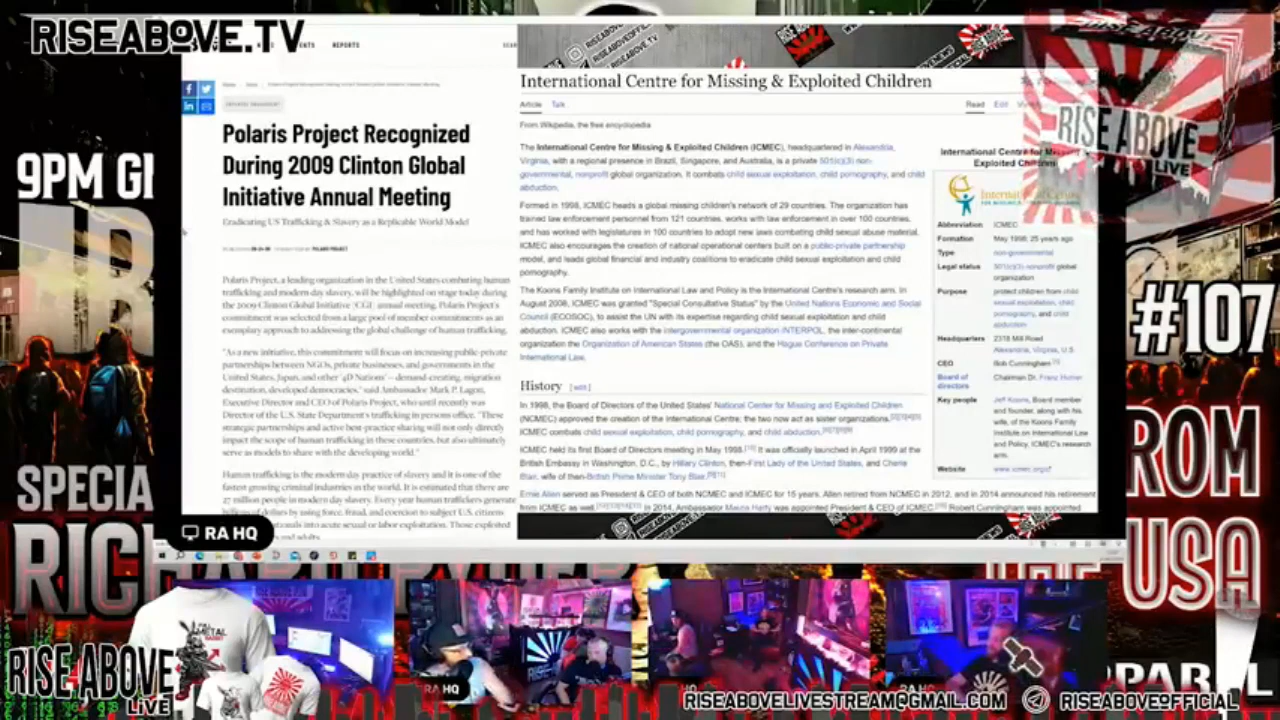 RISEABOVE.TV
ENTS REPORTS
Polaris Project Recognized
During 2009 Clinton Global
Initiative Annual Meeting
Eradicating US Trafficking & Slavery as a Replicable World Model
Polaris Project, a leading organization in the United States combating human
trafficking and modern day slavery, will be highlighted on stage today during
the 2009 Clinton Global Initiative (CGI) annual meeting. Polaris Project's
commitment was selected from a large pool of member commitments as an
exemplary approach to addressing the global challenge of human trafficking.
"As a new initiative, this commitment will focus on increasing public-private
partnerships between NGOs, private businesses, and governments in the
United States, Japan, and other '4D Nations' – demand-creating, migration
destination, developed democracies," said Ambassador Mark P. Lagon,
Executive Director and CEO of Polaris Project, who until recently was
Director of the U.S. State Department's trafficking in persons office. "These
strategic partnerships and active best-practice sharing will not only directly
impact the scope of human trafficking in these countries, but also ultimately
serve as models to share with the developing world."
Human trafficking is the modern day practice of slavery and it is one of the
fastest growing criminal industries in the world. It is estimated that there are
27 million people in modern day slavery. Every year human traffickers generate
billions of dollars by using force, fraud, and coercion to subject U.S. citizens
into acute sexual or labor exploitation. Those exploited
and adults.
RISEABOVE.TV
International Centre for Missing & Exploited Children
Article Talk
Read Edit
From Wikipedia, the free encyclopedia
The International Centre for Missing & Exploited Children (ICMEC), headquartered in Alexandria,
Virginia, with a regional presence in Brazil, Singapore, and Australia, is a private 501(c)(3) non-
governmental, nonprofit global organization. It combats child sexual exploitation, child pornography, and child
abduction.
Formed in 1998, ICMEC heads a global missing children's network of 29 countries. The organization has
trained law enforcement personnel from 121 countries, works with law enforcement in over 100 countries,
and has worked with legislatures in 100 countries to adopt new laws combating child sexual abuse material.
ICMEC also encourages the creation of national operational centers built on a public-private partnership
model, and leads global financial and industry coalitions to eradicate child sexual exploitation and child
pornography.
The Koons Family Institute on International Law and Policy is the International Centre's research arm. In
August 2008, ICMEC was granted "Special Consultative Status" by the United Nations Economic and Social
Council (ECOSOC), to assist the UN with its expertise regarding child sexual exploitation and child
abduction. ICMEC also works with the intergovernmental organization INTERPOL, the inter-continental
organization the Organization of American States (the OAS), and the Hague Conference on Private
International Law.
History [edit]
In 1998, the Board of Directors of the United States' National Center for Missing and Exploited Children
(NCMEC) approved the creation of the International Centre; the two now act as sister organizations.
ICMEC combats child sexual exploitation, child pornography, and child abduction.
ICMEC held its first Board of Directors meeting in May 1998. It was officially launched in April 1999 at the
British Embassy in Washington, D.C., by Hillary Clinton, then-First Lady of the United States, and Cherie
Blair, wife of then-British Prime Minister Tony Blair.
Ernie Allen served as President & CEO of both NCMEC and ICMEC for 15 years. Allen retired from NCMEC in 2012, and in 2014 announced his retirement
from ICMEC as well. In 2014, Ambassador Maura Harty was appointed President & CEO of ICMEC. Robert Cunningham was appointed
International Centre for Missing &
Exploited Children
Abbreviation ICMEC
Formation May 1998; 25 years ago
Type non-governmental
Legal status 501(c)(3) nonprofit global
organization
Purpose protect children from child
sexual exploitation, child
pornography, and child
abduction
Headquarters 2318 Mill Road
Alexandria, Virginia, U.S.
CEO Bob Cunningham
Board of directors Chairman Dr. Franz Humer
Key people Jeff Koons, Board member
and founder, along with his
wife, of the Koons Family
Institute on International Law
and Policy, ICMEC's research
arm.
Website www.icmec.org
RISE ABOVE
LIVE
9PM
#107
SPECIA
RICH
ROM
USA
RA HQ
RA HQ
RISE ABOVE
LIVE
RISEABOVELIVESTREAM@GMAIL.COM
RISEABOVEOFFICIAL